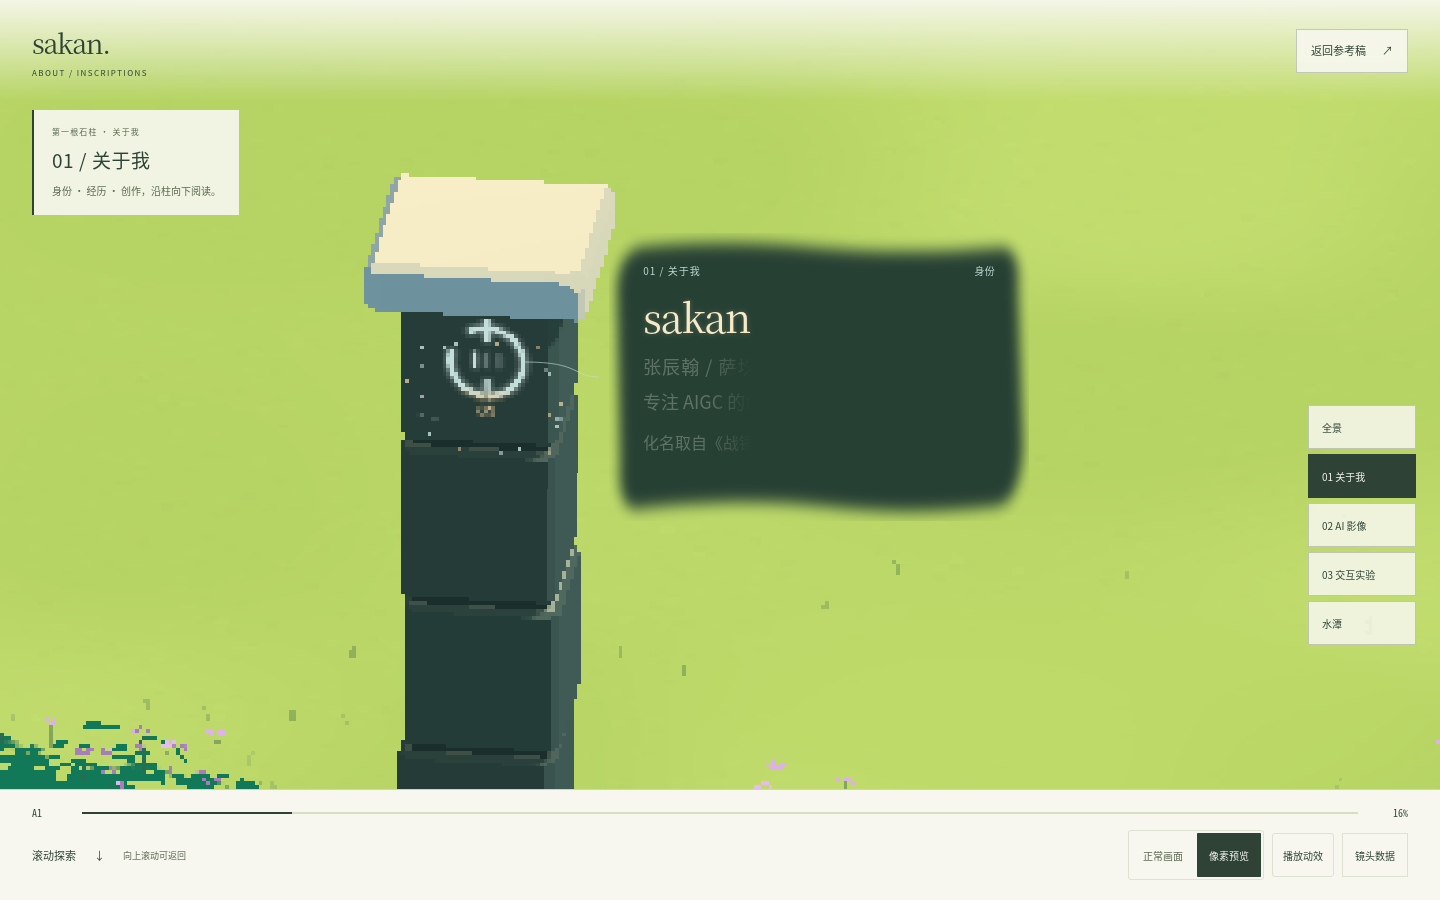 sakan.
ABOUT / INSCRIPTIONS
返回参考稿 ↗
第一根石柱 · 关于我
01 / 关于我
身份 · 经历 · 创作，沿柱向下阅读。
01 / 关于我
身份
sakan
张辰翰 / 萨
专注 AIGC 的
化名取自《战
全景
01 关于我
02 AI 影像
03 交互实验
水潭
A1
16%
滚动探索 ↓ 向上滚动可返回
正常画面
像素预览
播放动效
镜头数据